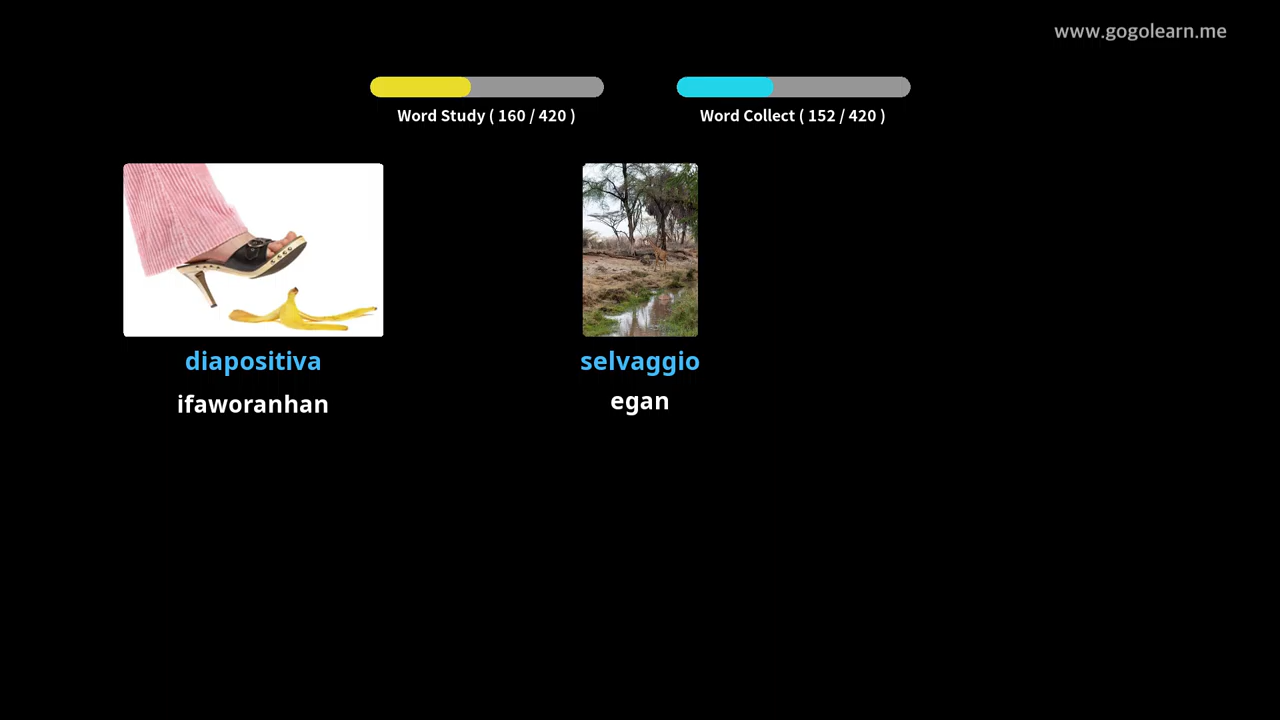 www.gogolearn.me
Word Study ( 160 / 420 )
Word Collect ( 152 / 420 )
diapositiva
ifaworanhan
selvaggio
egan